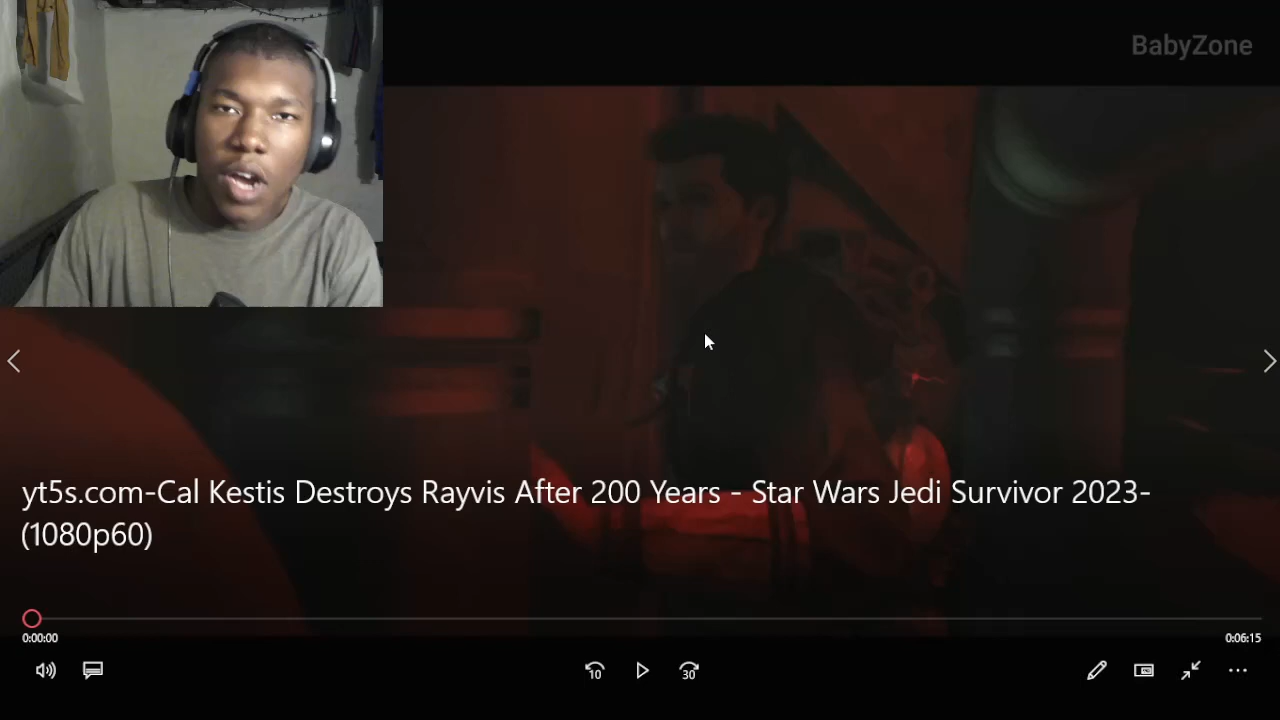 BabyZone
yt5s.com-Cal Kestis Destroys Rayvis After 200 Years - Star Wars Jedi Survivor 2023-
(1080p60)
0:00:00
0:06:15
10
30